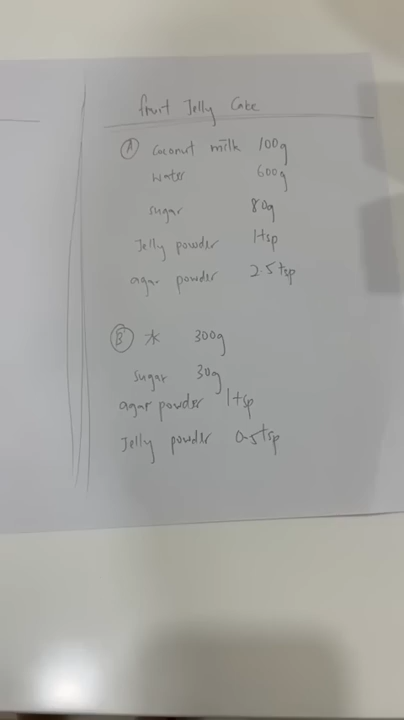 fruit Jelly Cake
Ⓐ Coconut milk 100g
water 600g
sugar 80g
Jelly powder 1tsp
agar powder 2.5tsp
Ⓑ 水 300g
sugar 30g
agar powder 1tsp
Jelly powder 0.5tsp